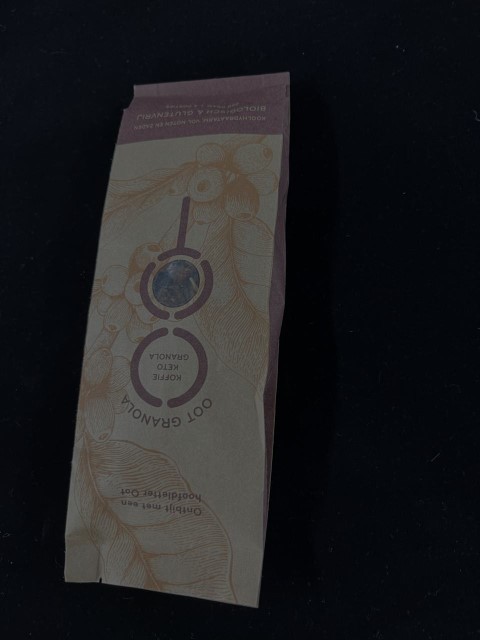 Ontbijt met een
hoofdletter Oot
OOT GRANOLA
KOFFIE
KETO
GRANOLA
BIOLOGISCH & GLUTENVRIJ